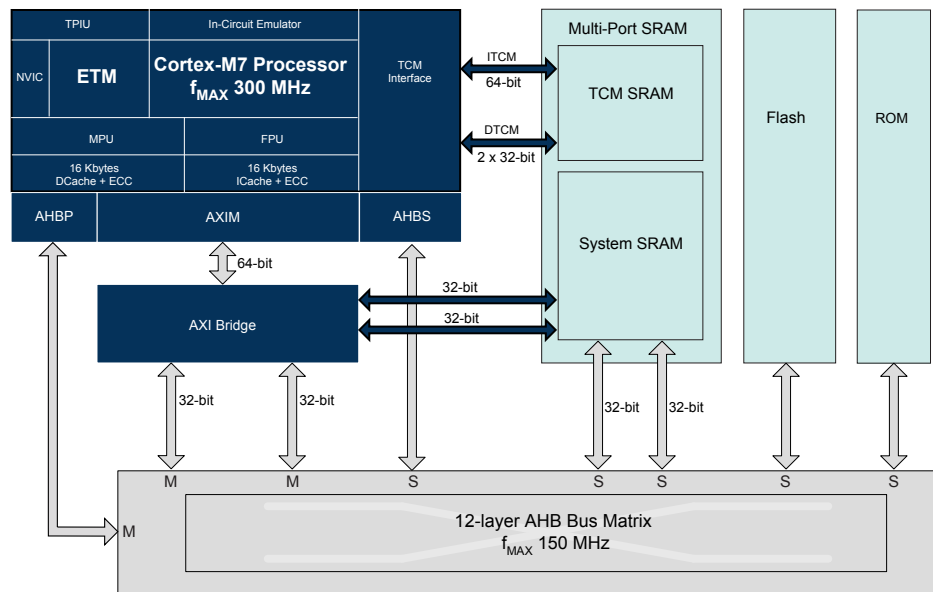 TPIU
In-Circuit Emulator
NVIC
ETM
Cortex-M7 Processor
fMAX 300 MHz
TCM
Interface
MPU
FPU
16 Kbytes
DCache + ECC
16 Kbytes
ICache + ECC
AHBP
AXIM
AHBS
ITCM
64-bit
DTCM
2 x 32-bit
Multi-Port SRAM
TCM SRAM
System SRAM
Flash
ROM
64-bit
AXI Bridge
32-bit
32-bit
32-bit
32-bit
32-bit
32-bit
M
M
S
S
S
S
S
M
12-layer AHB Bus Matrix
fMAX 150 MHz